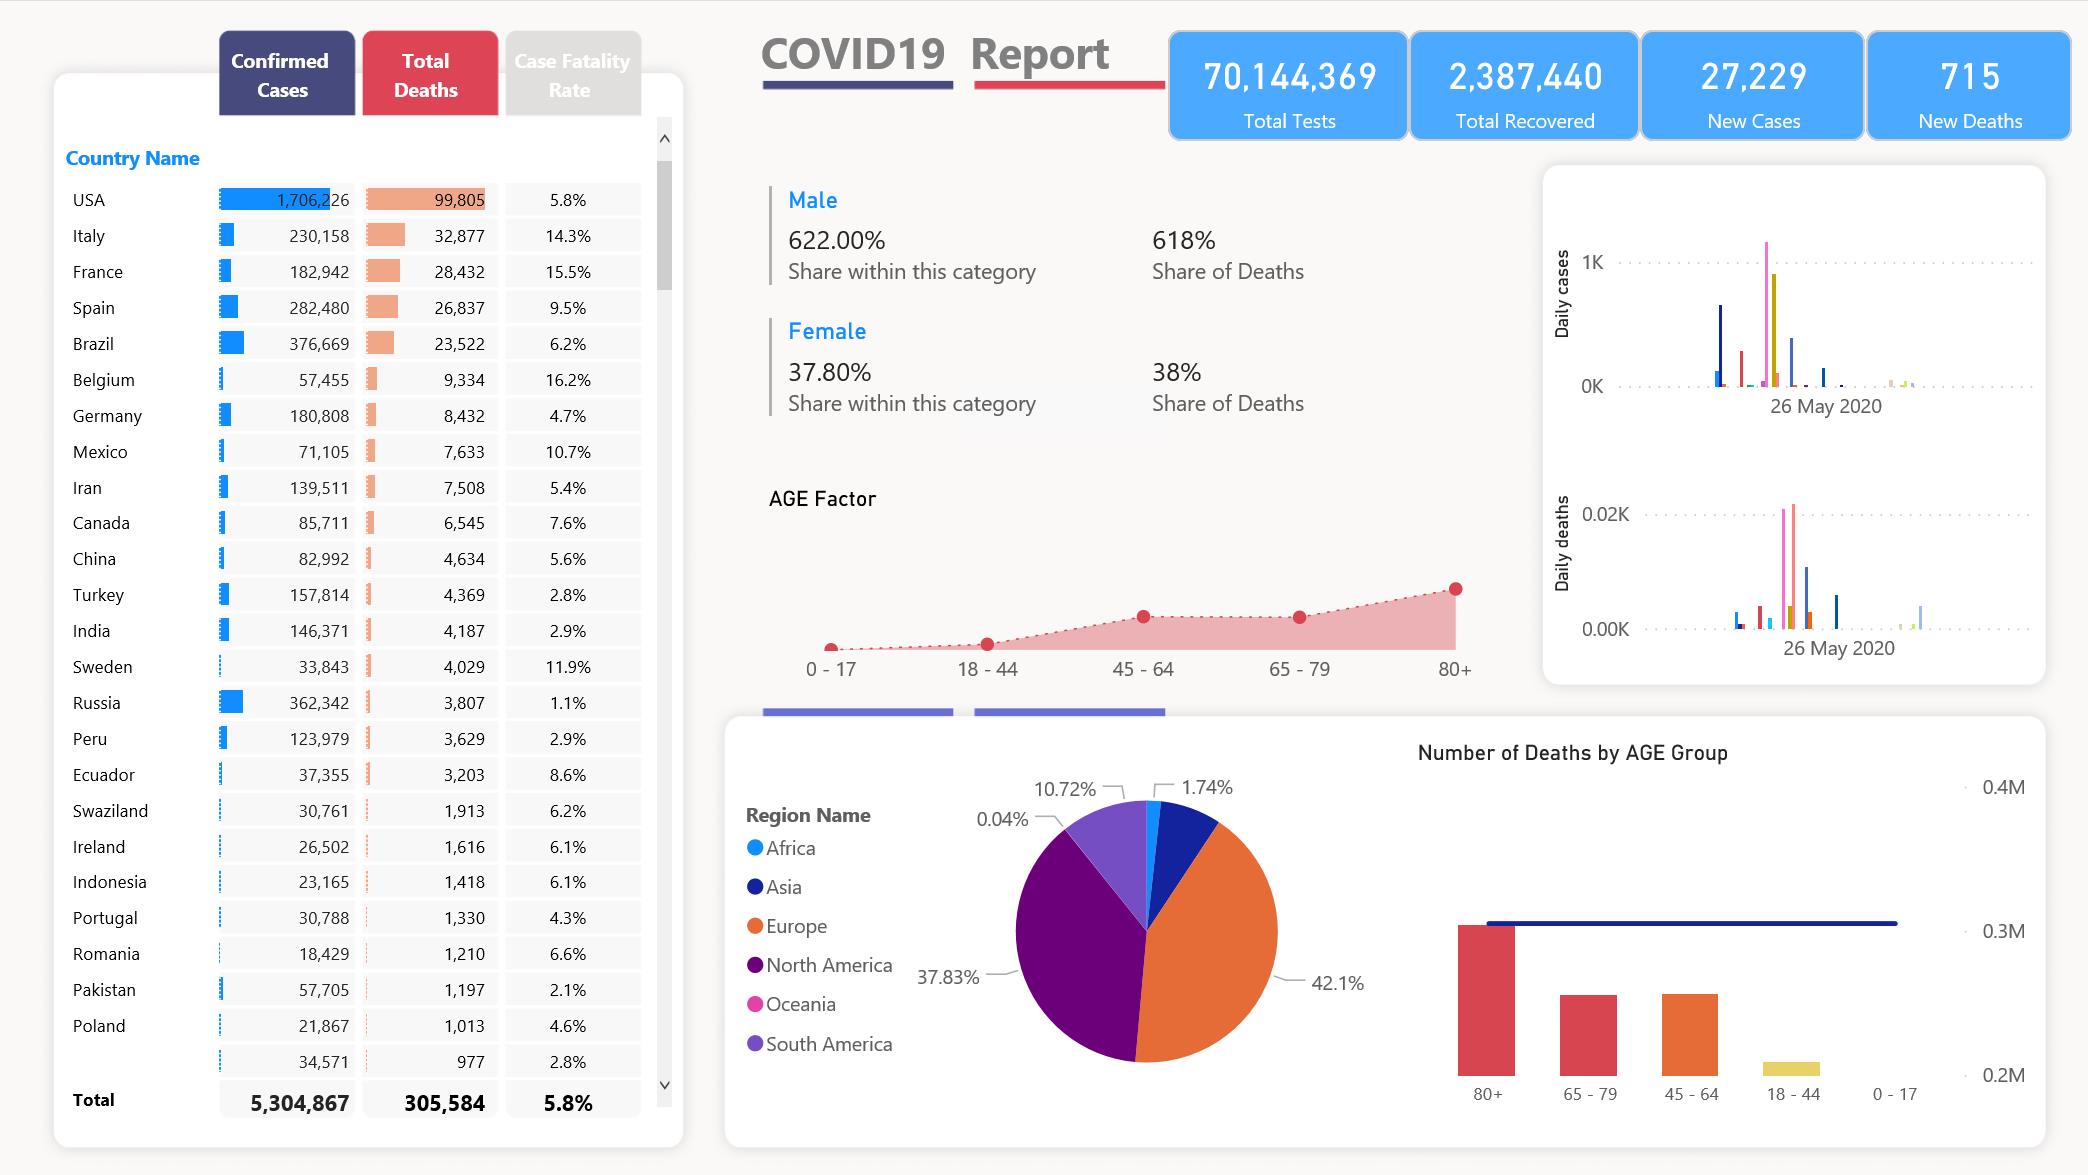 Confirmed Cases
Total Deaths
Case Fatality Rate
Country Name
USA 1,706,226 99,805 5.8%
Italy 230,158 32,877 14.3%
France 182,942 28,432 15.5%
Spain 282,480 26,837 9.5%
Brazil 376,669 23,522 6.2%
Belgium 57,455 9,334 16.2%
Germany 180,808 8,432 4.7%
Mexico 71,105 7,633 10.7%
Iran 139,511 7,508 5.4%
Canada 85,711 6,545 7.6%
China 82,992 4,634 5.6%
Turkey 157,814 4,369 2.8%
India 146,371 4,187 2.9%
Sweden 33,843 4,029 11.9%
Russia 362,342 3,807 1.1%
Peru 123,979 3,629 2.9%
Ecuador 37,355 3,203 8.6%
Swaziland 30,761 1,913 6.2%
Ireland 26,502 1,616 6.1%
Indonesia 23,165 1,418 6.1%
Portugal 30,788 1,330 4.3%
Romania 18,429 1,210 6.6%
Pakistan 57,705 1,197 2.1%
Poland 21,867 1,013 4.6%
34,571 977 2.8%
Total 5,304,867 305,584 5.8%
COVID19 Report
70,144,369
Total Tests
2,387,440
Total Recovered
27,229
New Cases
715
New Deaths
Male
622.00% 618%
Share within this category Share of Deaths
Female
37.80% 38%
Share within this category Share of Deaths
AGE Factor
0 - 17 18 - 44 45 - 64 65 - 79 80+
Daily cases
1K
0K
26 May 2020
Daily deaths
0.02K
0.00K
26 May 2020
Region Name
Africa
Asia
Europe
North America
Oceania
South America
10.72%
1.74%
0.04%
37.83%
42.1%
Number of Deaths by AGE Group
0.4M
0.3M
0.2M
80+ 65 - 79 45 - 64 18 - 44 0 - 17